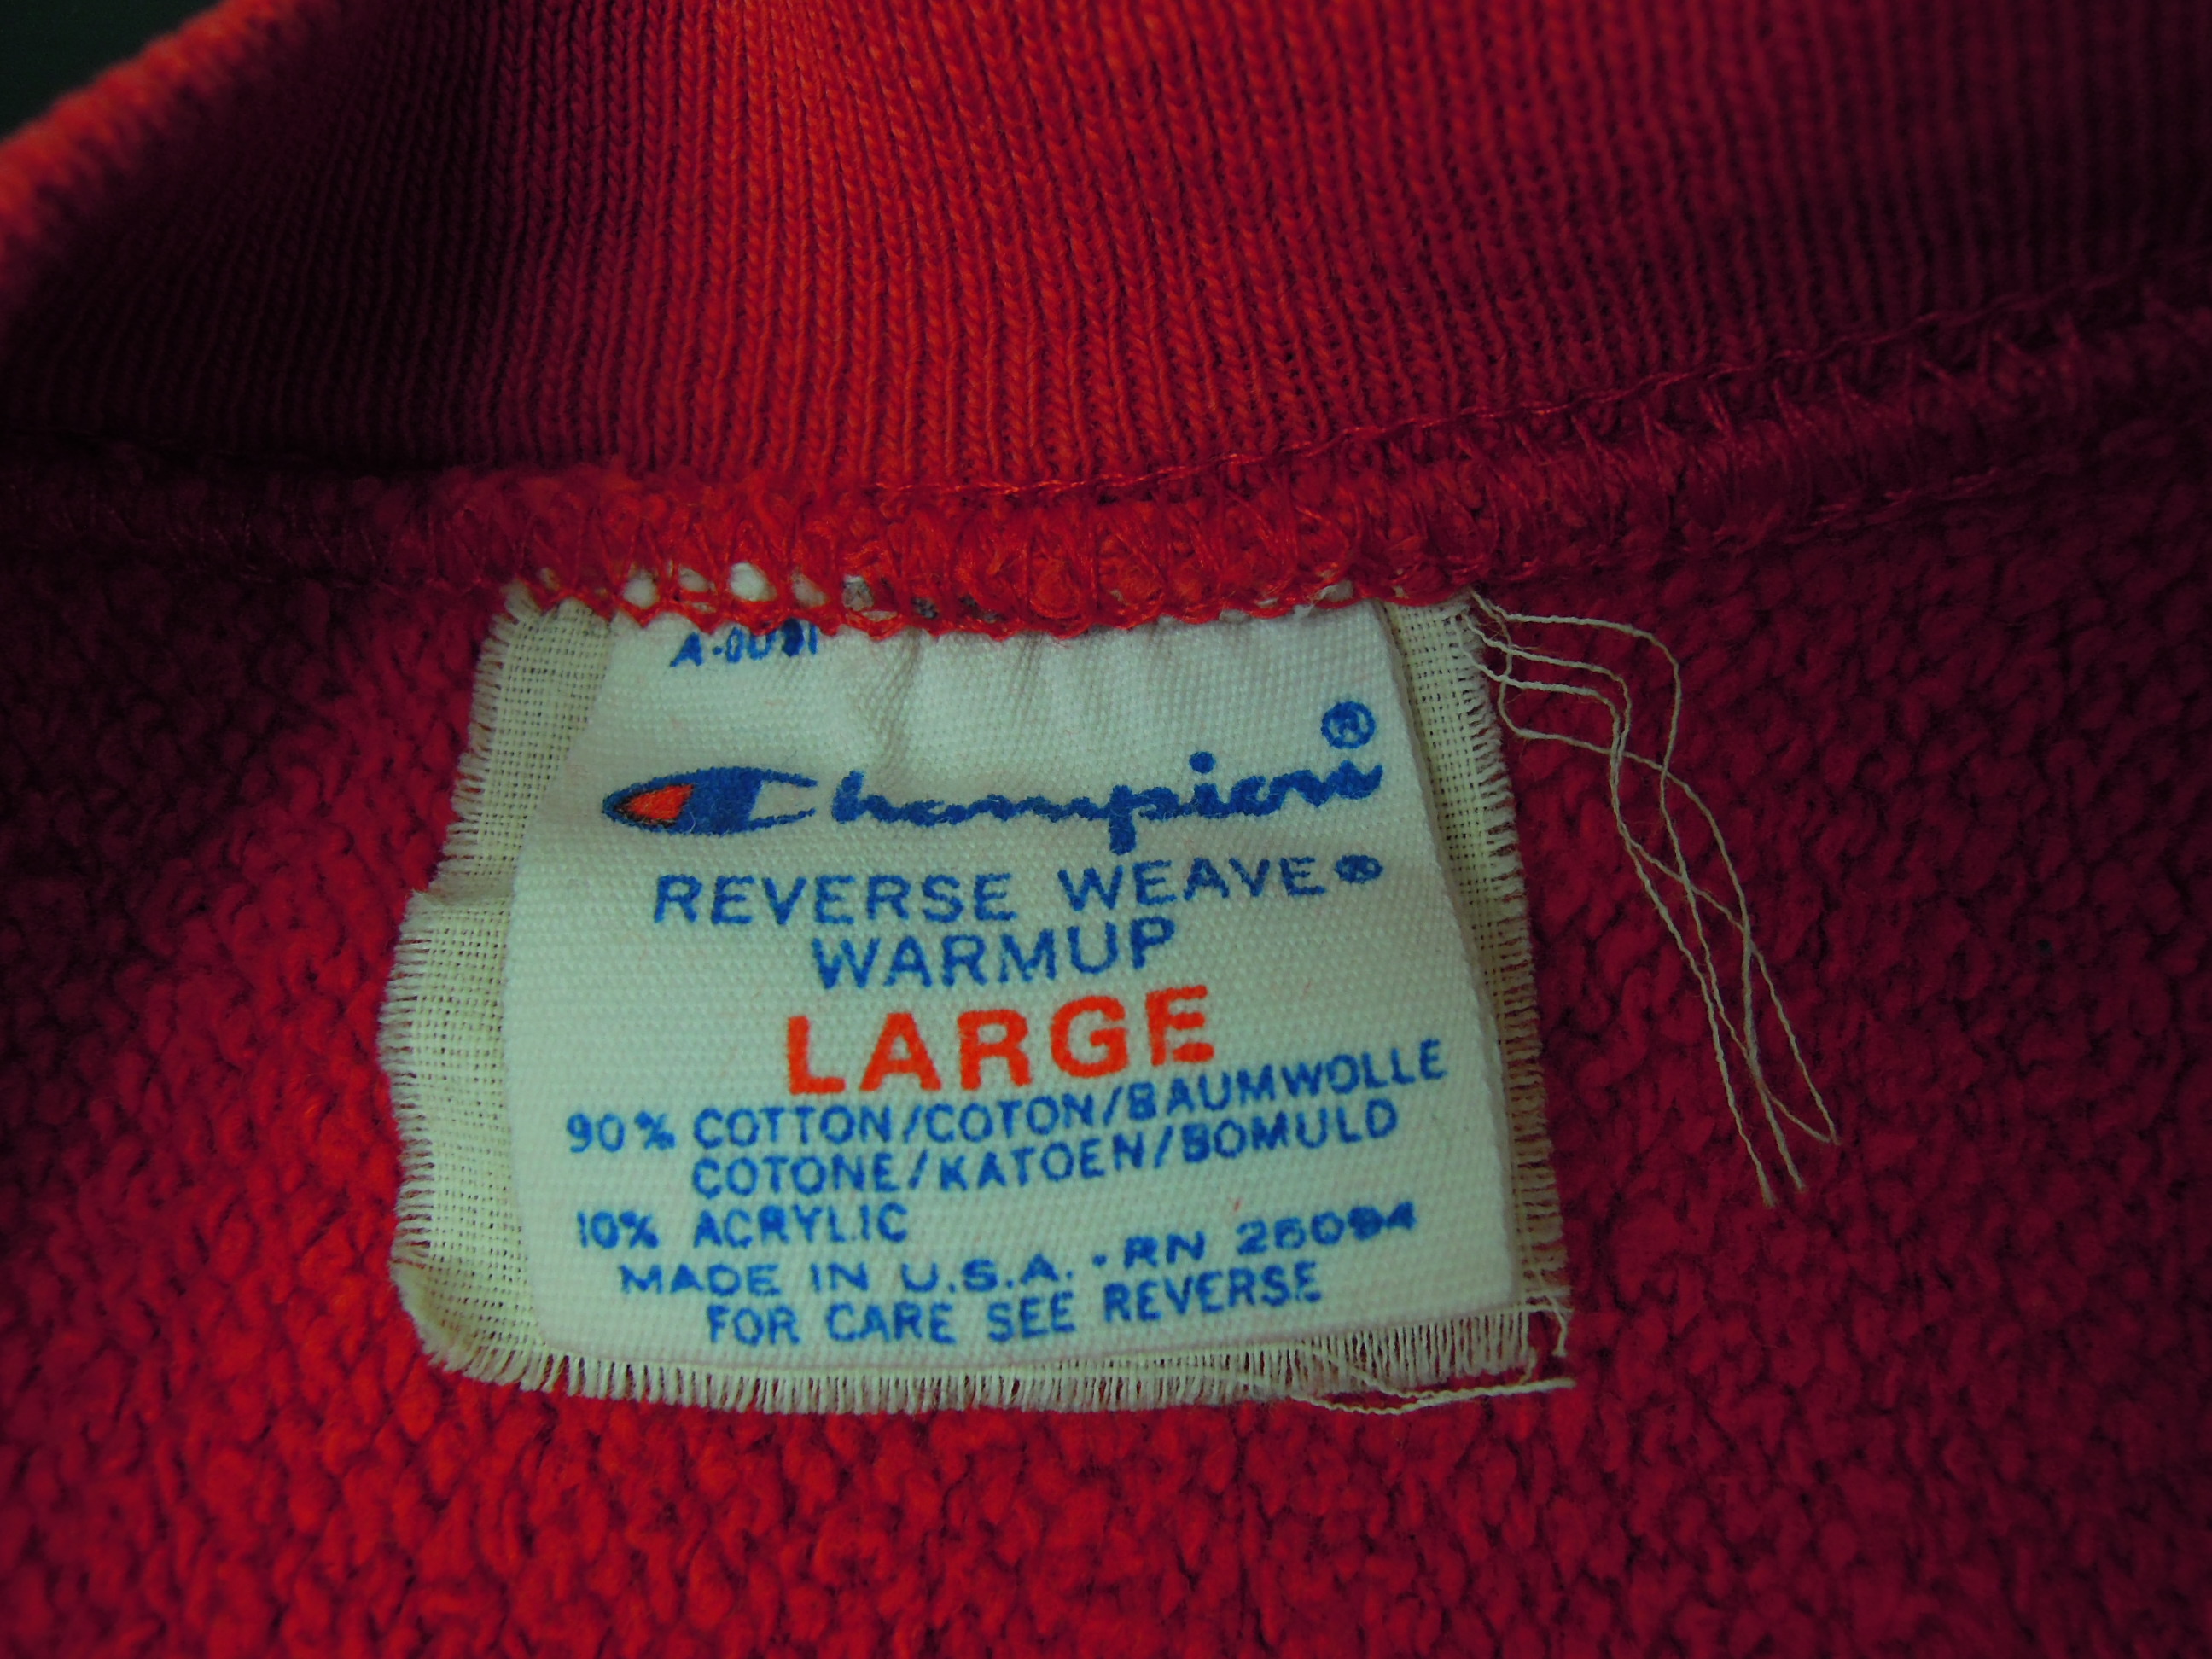 Champion®
REVERSE WEAVE®
WARMUP
LARGE
90% COTTON/COTON/BAUMWOLLE
COTONE/KATOEN/BOMULD
10% ACRYLIC
MADE IN U.S.A. - RN 26094
FOR CARE SEE REVERSE